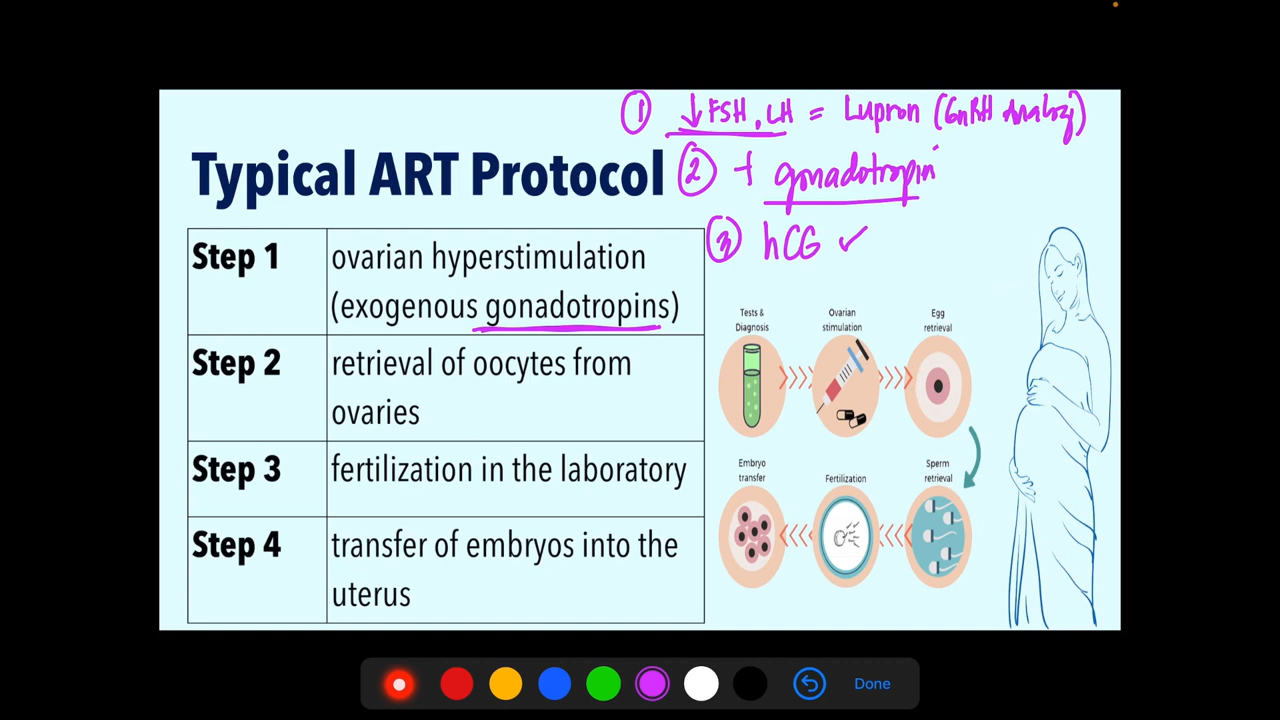 ① ↓ FSH, LH = Lupron (GnRH Analog)
Typical ART Protocol
② + gonadotropin
③ hCG ✓
Step 1
ovarian hyperstimulation
(exogenous gonadotropins)
Step 2
retrieval of oocytes from
ovaries
Step 3
fertilization in the laboratory
Step 4
transfer of embryos into the
uterus
Tests &
Diagnosis
Ovarian
stimulation
Egg
retrieval
Embryo
transfer
Fertilization
Sperm
retrieval
Done